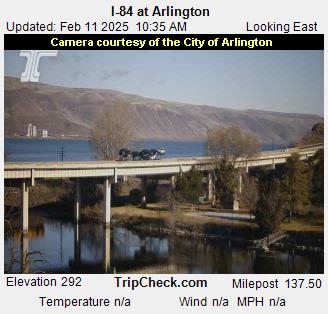 I-84 at Arlington
Updated: Feb 11 2025 10:35 AM Looking East
Camera courtesy of the City of Arlington
Elevation 292 TripCheck.com Milepost 137.50
Temperature n/a Wind n/a MPH n/a